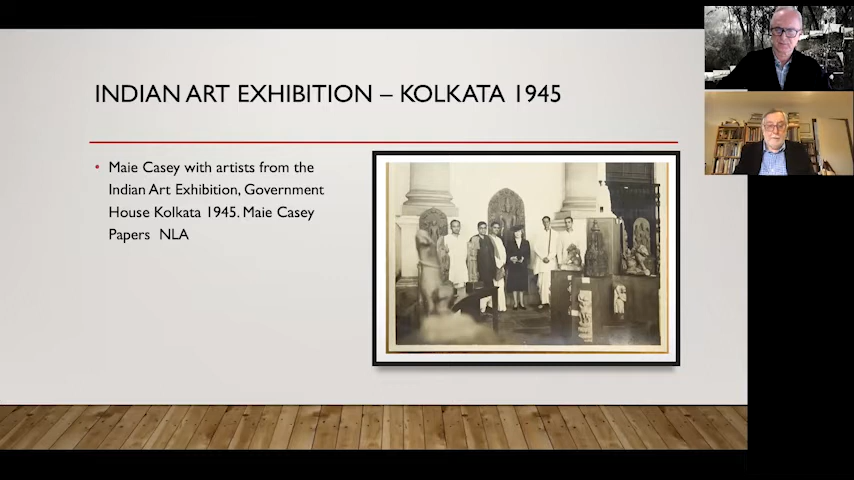 INDIAN ART EXHIBITION – KOLKATA 1945
• Maie Casey with artists from the
Indian Art Exhibition, Government
House Kolkata 1945. Maie Casey
Papers  NLA